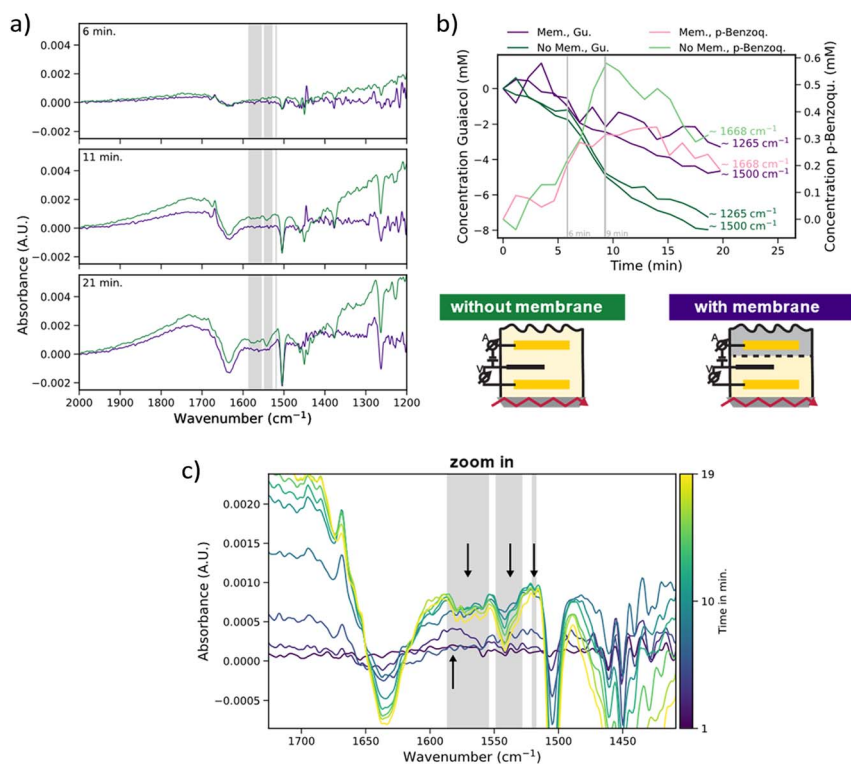 a)
6 min.
0.004
0.002
0.000
−0.002
11 min.
0.004
0.002
0.000
−0.002
21 min.
0.004
0.002
0.000
−0.002
Absorbance (A.U.)
2000 1900 1800 1700 1600 1500 1400 1300 1200
Wavenumber (cm⁻¹)
b)
Mem., Gu. Mem., p-Benzoq.
No Mem., Gu. No Mem., p-Benzoq.
Concentration Guaiacol (mM)
0
−2
−4
−6
−8
Concentration p-Benzoqu. (mM)
0.6
0.5
0.4
0.3
0.2
0.1
0.0
~ 1668 cm⁻¹
~ 1265 cm⁻¹
~ 1668 cm⁻¹
~ 1500 cm⁻¹
~ 1265 cm⁻¹
~ 1500 cm⁻¹
6 min 9 min
0 5 10 15 20 25
Time (min)
without membrane
A
V
with membrane
A
V
c)
zoom in
Absorbance (A.U.)
0.0020
0.0015
0.0010
0.0005
0.0000
−0.0005
1700 1650 1600 1550 1500 1450
Wavenumber (cm⁻¹)
19
10
1
Time in min.